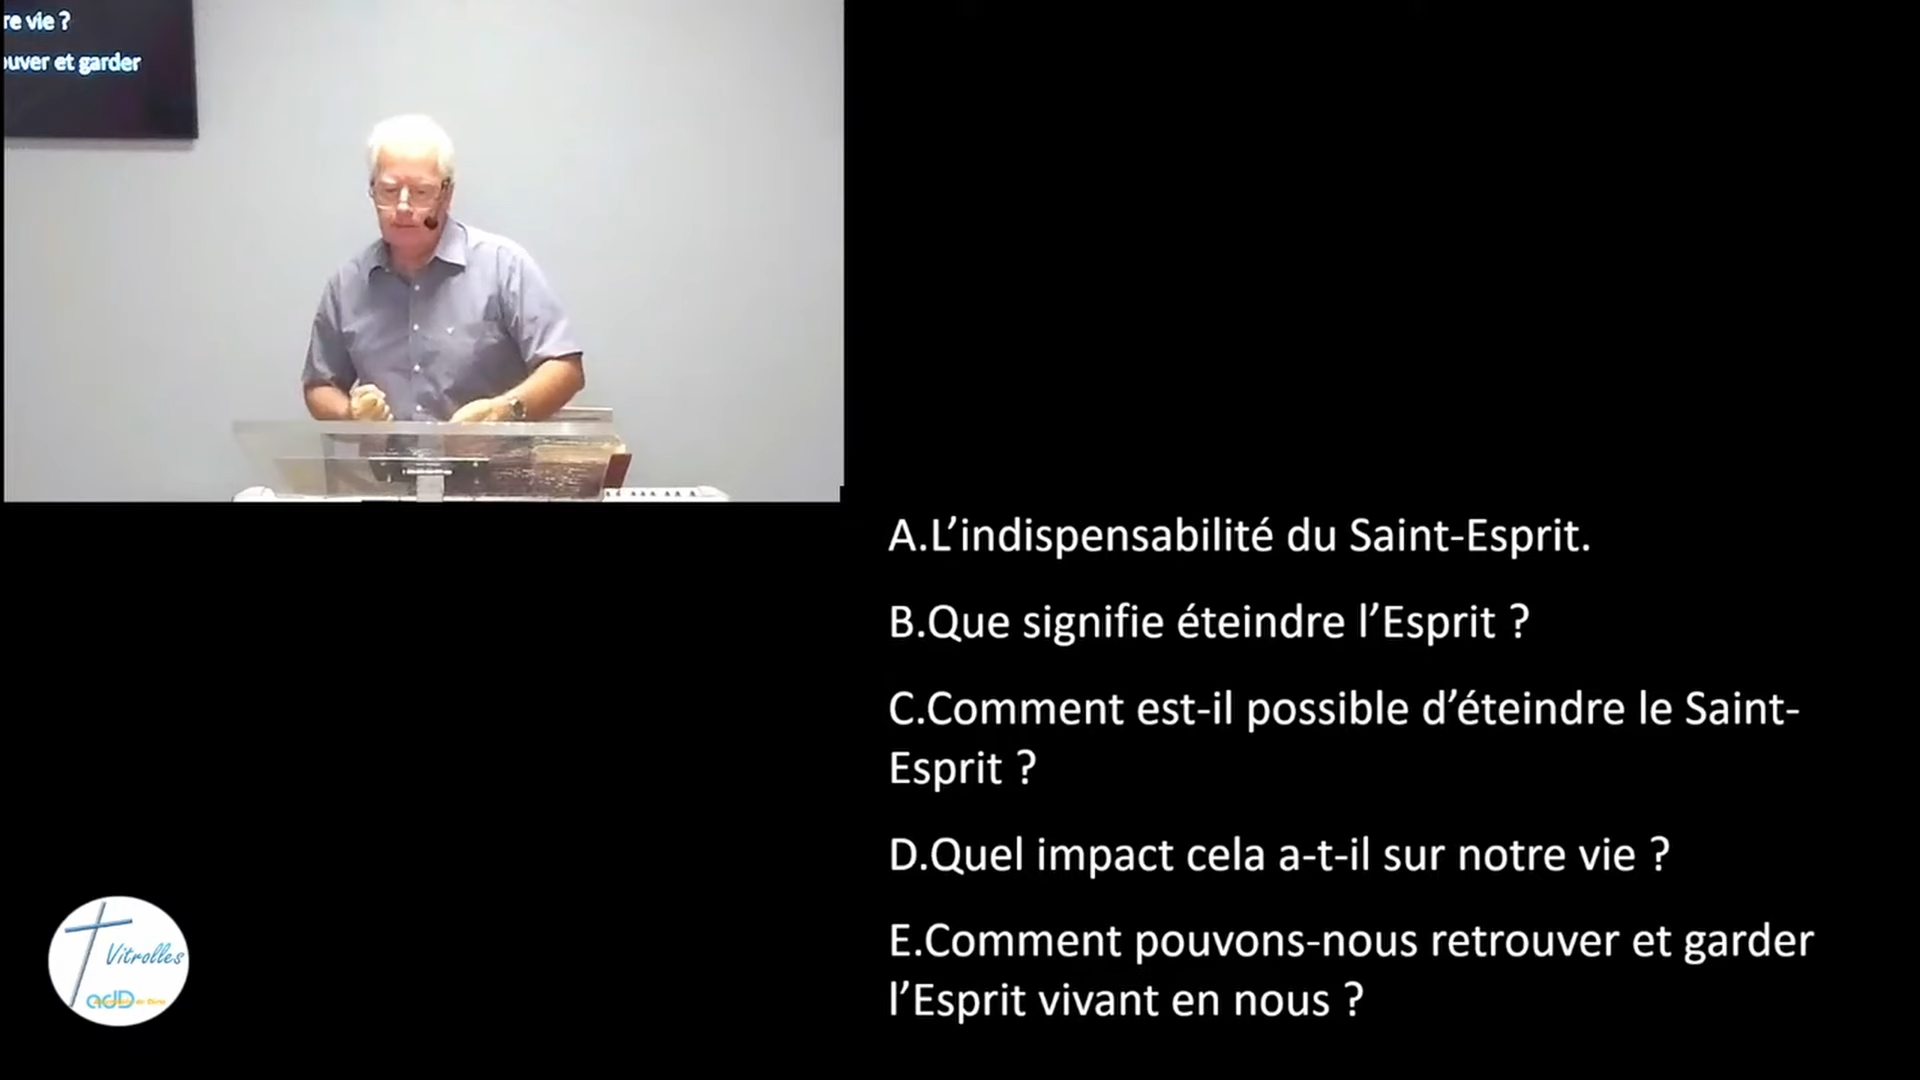 re vie ?
ouver et garder
A.L’indispensabilité du Saint-Esprit.
B.Que signifie éteindre l’Esprit ?
C.Comment est-il possible d’éteindre le Saint-
Esprit ?
D.Quel impact cela a-t-il sur notre vie ?
E.Comment pouvons-nous retrouver et garder
l’Esprit vivant en nous ?
Vitrolles
adD